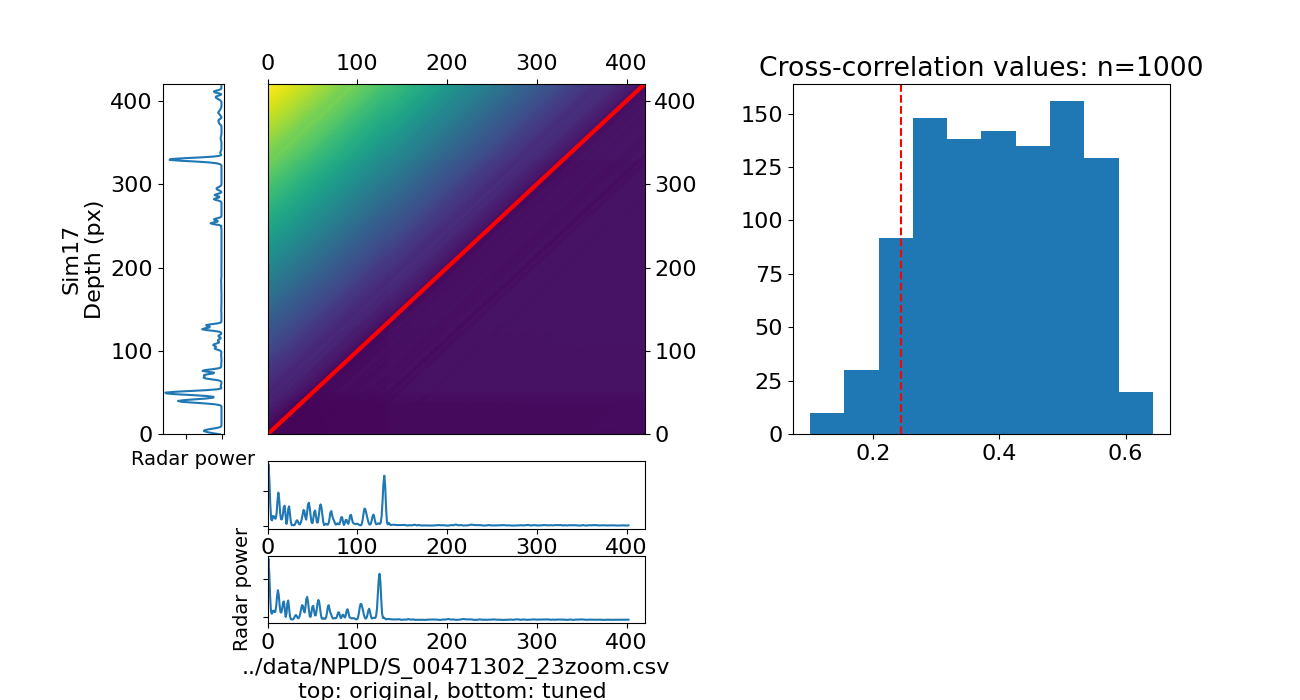 0 100 200 300 400
Cross-correlation values: n=1000
400
300
200
100
0
Sim17
Depth (px)
Radar power
400
300
200
100
0
150
125
100
75
50
25
0
0.2 0.4 0.6
0 100 200 300 400
Radar power
0 100 200 300 400
../data/NPLD/S_00471302_23zoom.csv
top: original, bottom: tuned